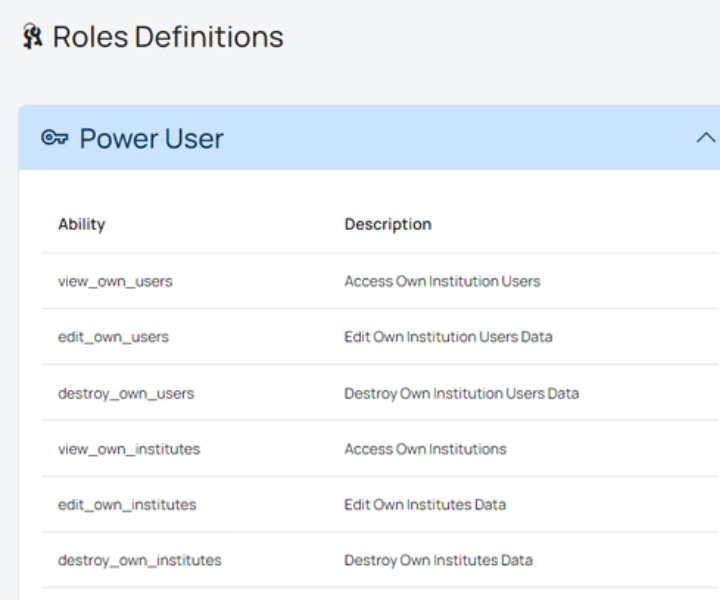 Roles Definitions
Power User
Ability Description
view_own_users Access Own Institution Users
edit_own_users Edit Own Institution Users Data
destroy_own_users Destroy Own Institution Users Data
view_own_institutes Access Own Institutions
edit_own_institutes Edit Own Institutes Data
destroy_own_institutes Destroy Own Institutes Data